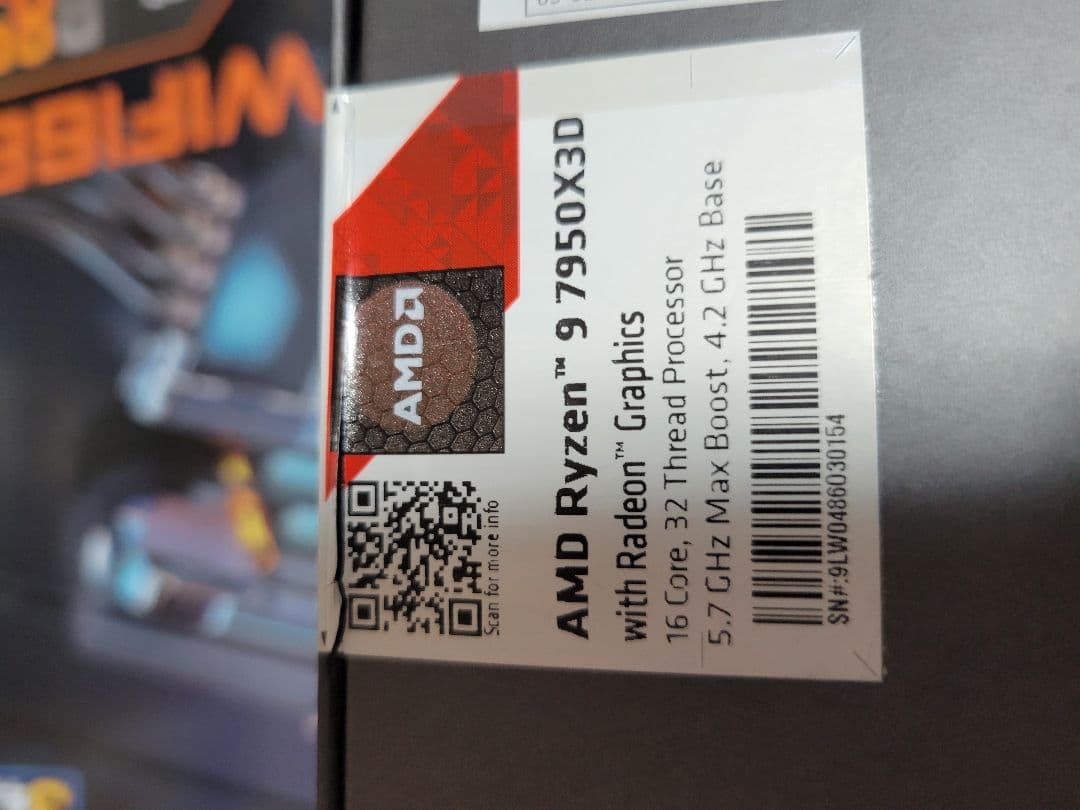 AMD
Scan for more info
AMD Ryzen™ 9 7950X3D
with Radeon™ Graphics
16 Core, 32 Thread Processor
5.7 GHz Max Boost, 4.2 GHz Base
SN#:9LW0486030154